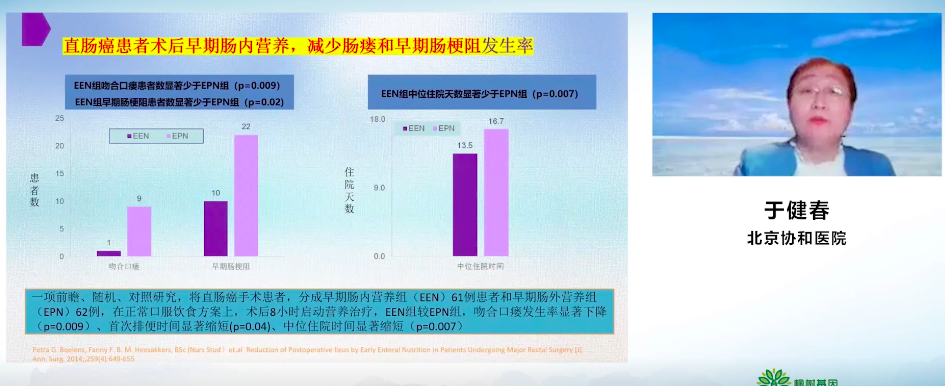 直肠癌患者术后早期肠内营养，减少肠瘘和早期肠梗阻发生率
EEN组吻合口瘘患者数显著少于EPN组（p=0.009）
EEN组早期肠梗阻患者数显著少于EPN组（p=0.02)
EEN EPN
25
20
15
10
5
0
患者数
1
9
10
22
吻合口瘘
早期肠梗阻
EEN组中位住院天数显著少于EPN组（p=0.007）
EEN EPN
18.0
9.0
0.0
住院天数
13.5
16.7
中位住院时间
一项前瞻、随机、对照研究，将直肠癌手术患者，分成早期肠内营养组（EEN）61例患者和早期肠外营养组
（EPN）62例，在正常口服饮食方案上，术后8小时启动营养治疗，EEN组较EPN组，吻合口瘘发生率显著下降
（p=0.009）、首次排便时间显著缩短(p=0.04)、中位住院时间显著缩短（p=0.007）
Petra G. Boelens, Fanny F. B. M. Heesakkers, BSc (Nurs Stud ) et.al Reduction of Postoperative Ileus by Early Enteral Nutrition in Patients Undergoing Major Rectal Surgery [J]
Ann. Surg. 2014;,259(4):649-655
于健春
北京协和医院